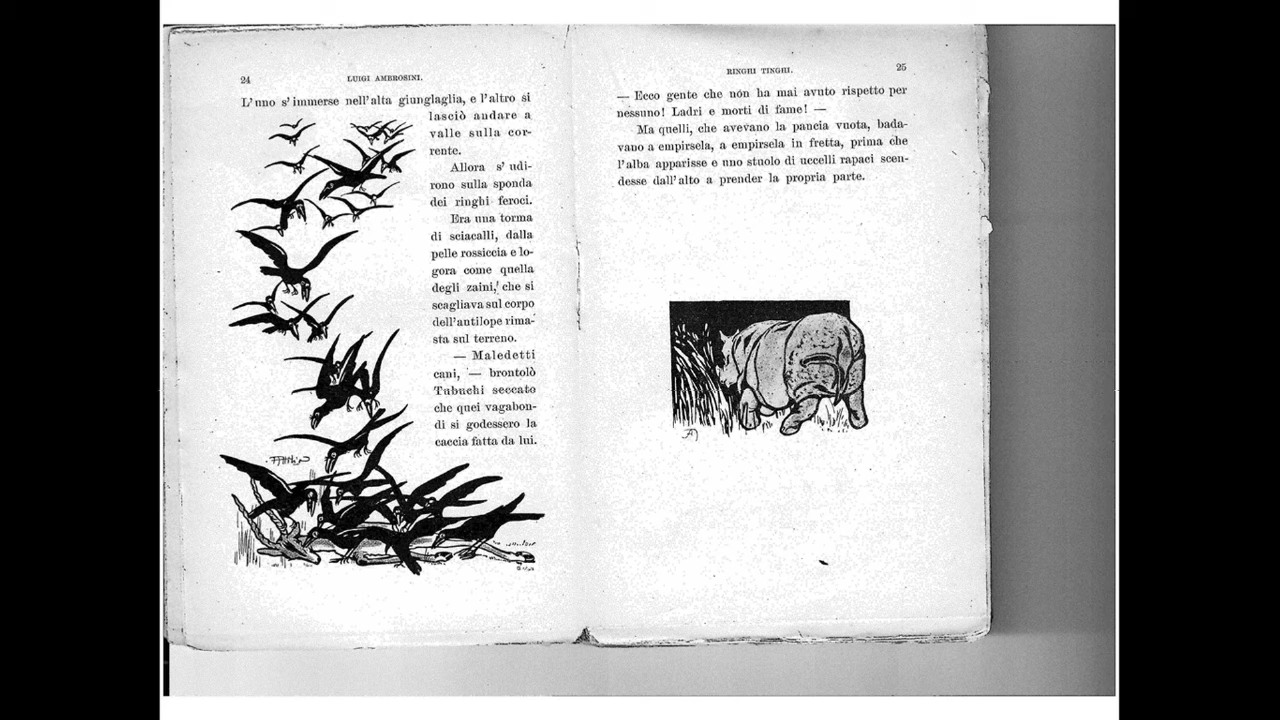 24
LUIGI AMBROSINI.
L'uno s'immerse nell'alta giunglaglia, e l'altro si
lasciò andare a
valle sulla cor-
rente.
Allora s'udi-
rono sulla sponda
dei ringhi feroci.
Era una torma
di sciacalli, dalla
pelle rossiccia e lo-
gora come quella
degli zaini, che si
scagliava sul corpo
dell'antilope rima-
sta sul terreno.
— Maledetti
cani, — brontolò
Tabuchi seccato
che quei vagabon-
di si godessero la
caccia fatta da lui.
RINGHI TINGHI.
25
— Ecco gente che non ha mai avuto rispetto per
nessuno! Ladri e morti di fame! —
Ma quelli, che avevano la pancia vuota, bada-
vano a empirsela, a empirsela in fretta, prima che
l'alba apparisse e uno stuolo di uccelli rapaci scen-
desse dall'alto a prender la propria parte.